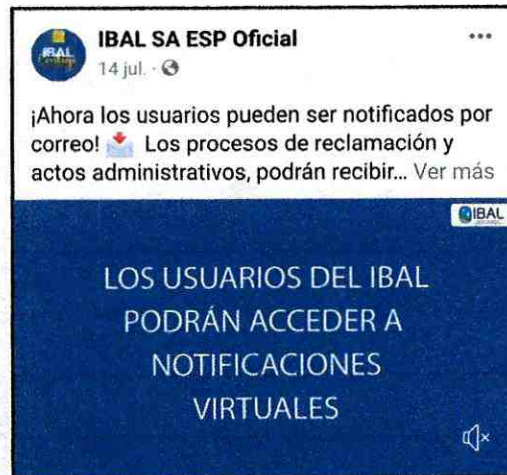 IBAL SA ESP Oficial
14 jul. ·
¡Ahora los usuarios pueden ser notificados por
correo! 📩 Los procesos de reclamación y
actos administrativos, podrán recibir... Ver más
IBAL
LOS USUARIOS DEL IBAL
PODRÁN ACCEDER A
NOTIFICACIONES
VIRTUALES